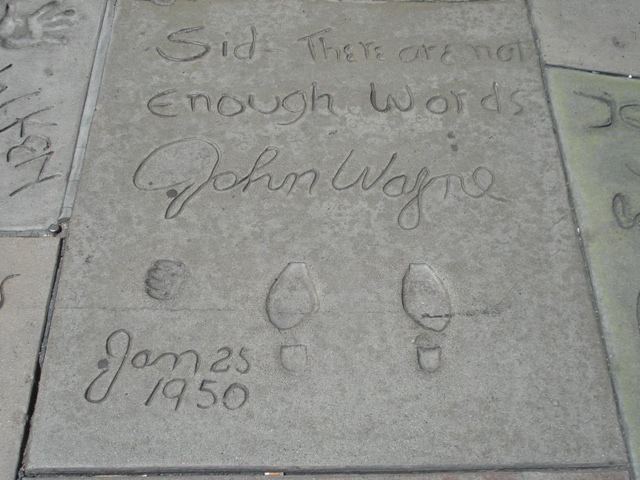 Sid - There are not
Enough Words
John Wayne
Jan 25
1950